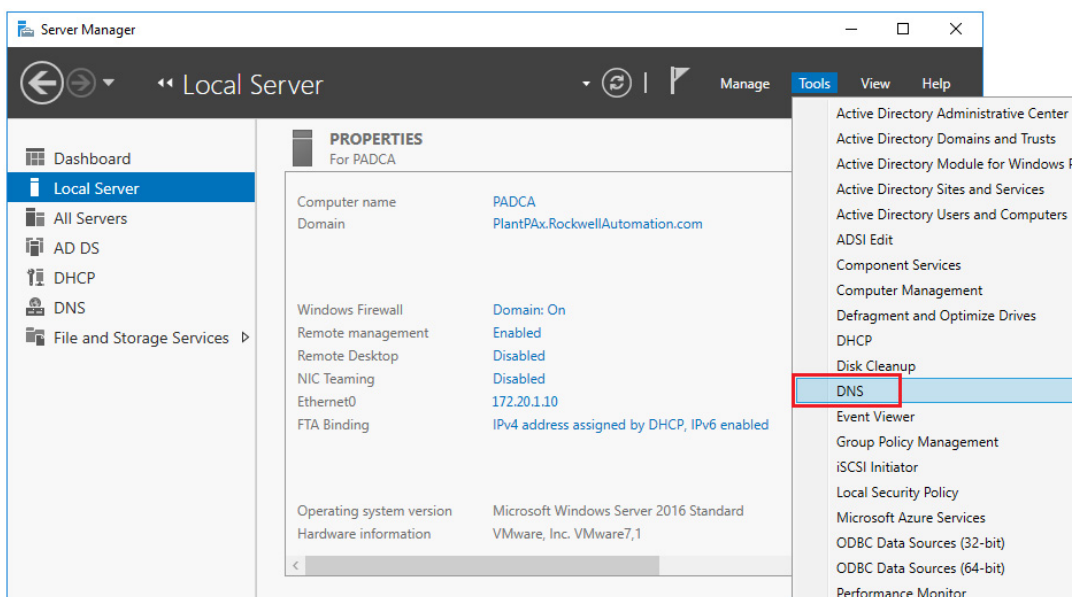 Server Manager
Local Server
Manage Tools View Help
Dashboard
Local Server
All Servers
AD DS
DHCP
DNS
File and Storage Services
PROPERTIES
For PADCA
Computer name PADCA
Domain PlantPAx.RockwellAutomation.com
Windows Firewall Domain: On
Remote management Enabled
Remote Desktop Disabled
NIC Teaming Disabled
Ethernet0 172.20.1.10
FTA Binding IPv4 address assigned by DHCP, IPv6 enabled
Operating system version Microsoft Windows Server 2016 Standard
Hardware information VMware, Inc. VMware7,1
Active Directory Administrative Center
Active Directory Domains and Trusts
Active Directory Module for Windows
Active Directory Sites and Services
Active Directory Users and Computers
ADSI Edit
Component Services
Computer Management
Defragment and Optimize Drives
DHCP
Disk Cleanup
DNS
Event Viewer
Group Policy Management
iSCSI Initiator
Local Security Policy
Microsoft Azure Services
ODBC Data Sources (32-bit)
ODBC Data Sources (64-bit)
Performance Monitor